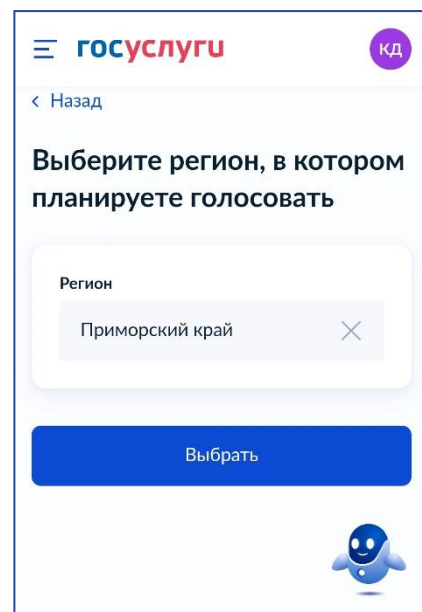 госуслуги
КД
Назад
Выберите регион, в котором
планируете голосовать
Регион
Приморский край
Выбрать